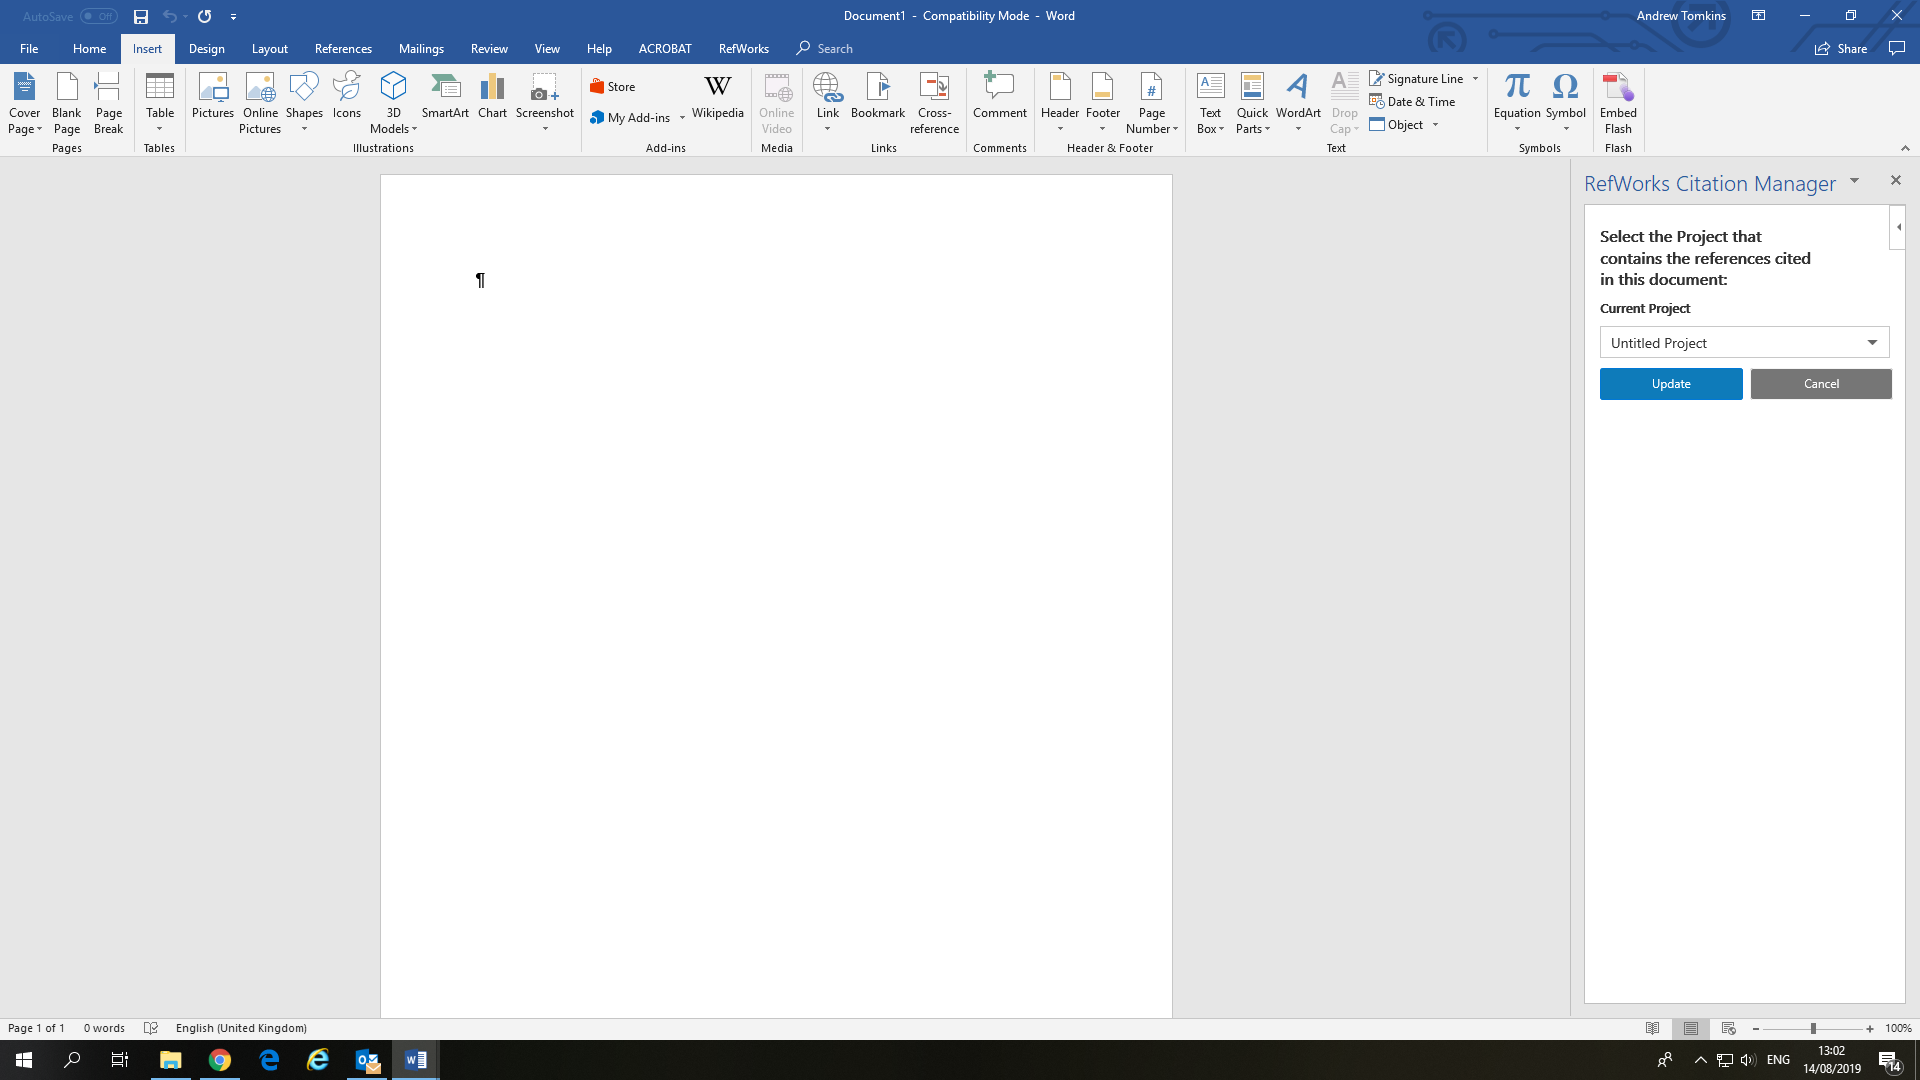 AutoSave Off
Document1 - Compatibility Mode - Word
Andrew Tomkins
File Home Insert Design Layout References Mailings Review View Help ACROBAT RefWorks Search
Share
Cover Page
Blank Page
Page Break
Pages
Table
Tables
Pictures
Online Pictures
Shapes
Icons
3D Models
SmartArt
Chart
Screenshot
Illustrations
Store
My Add-ins
Wikipedia
Add-ins
Online Video
Media
Link
Bookmark
Cross-reference
Links
Comment
Comments
Header
Footer
Page Number
Header & Footer
Text Box
Quick Parts
WordArt
Drop Cap
Signature Line
Date & Time
Object
Text
Equation
Symbol
Symbols
Embed Flash
Flash
¶
RefWorks Citation Manager
Select the Project that
contains the references cited
in this document:
Current Project
Untitled Project
Update Cancel
Page 1 of 1 0 words English (United Kingdom)
100%
ENG
13:02
14/08/2019
14